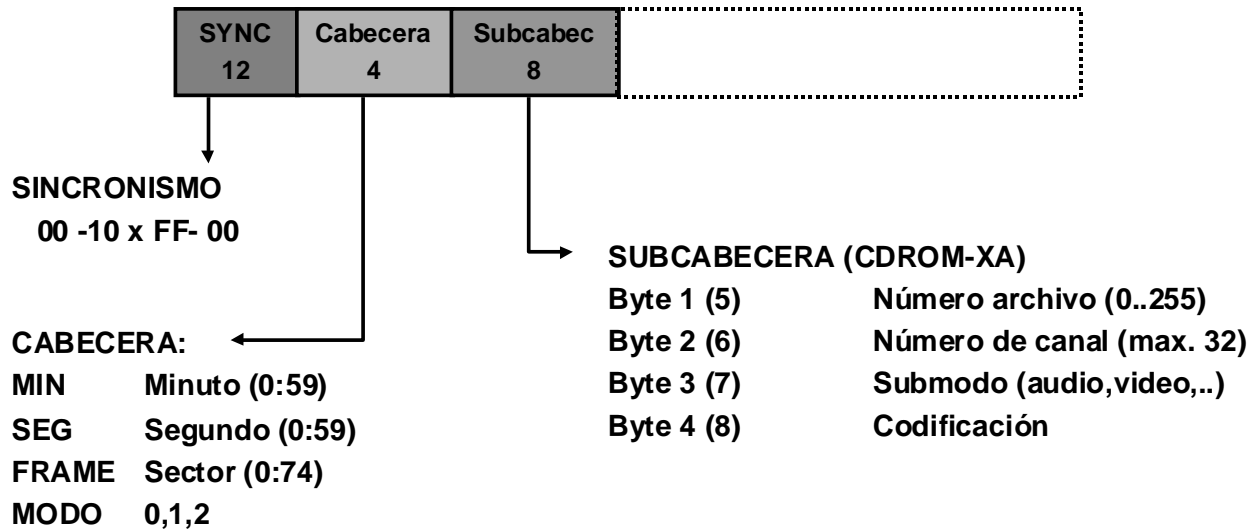 SYNC Cabecera Subcabec
12 4 8
SINCRONISMO
00 -10 x FF- 00
CABECERA:
MIN Minuto (0:59)
SEG Segundo (0:59)
FRAME Sector (0:74)
MODO 0,1,2
SUBCABECERA (CDROM-XA)
Byte 1 (5) Número archivo (0..255)
Byte 2 (6) Número de canal (max. 32)
Byte 3 (7) Submodo (audio,video,..)
Byte 4 (8) Codificación